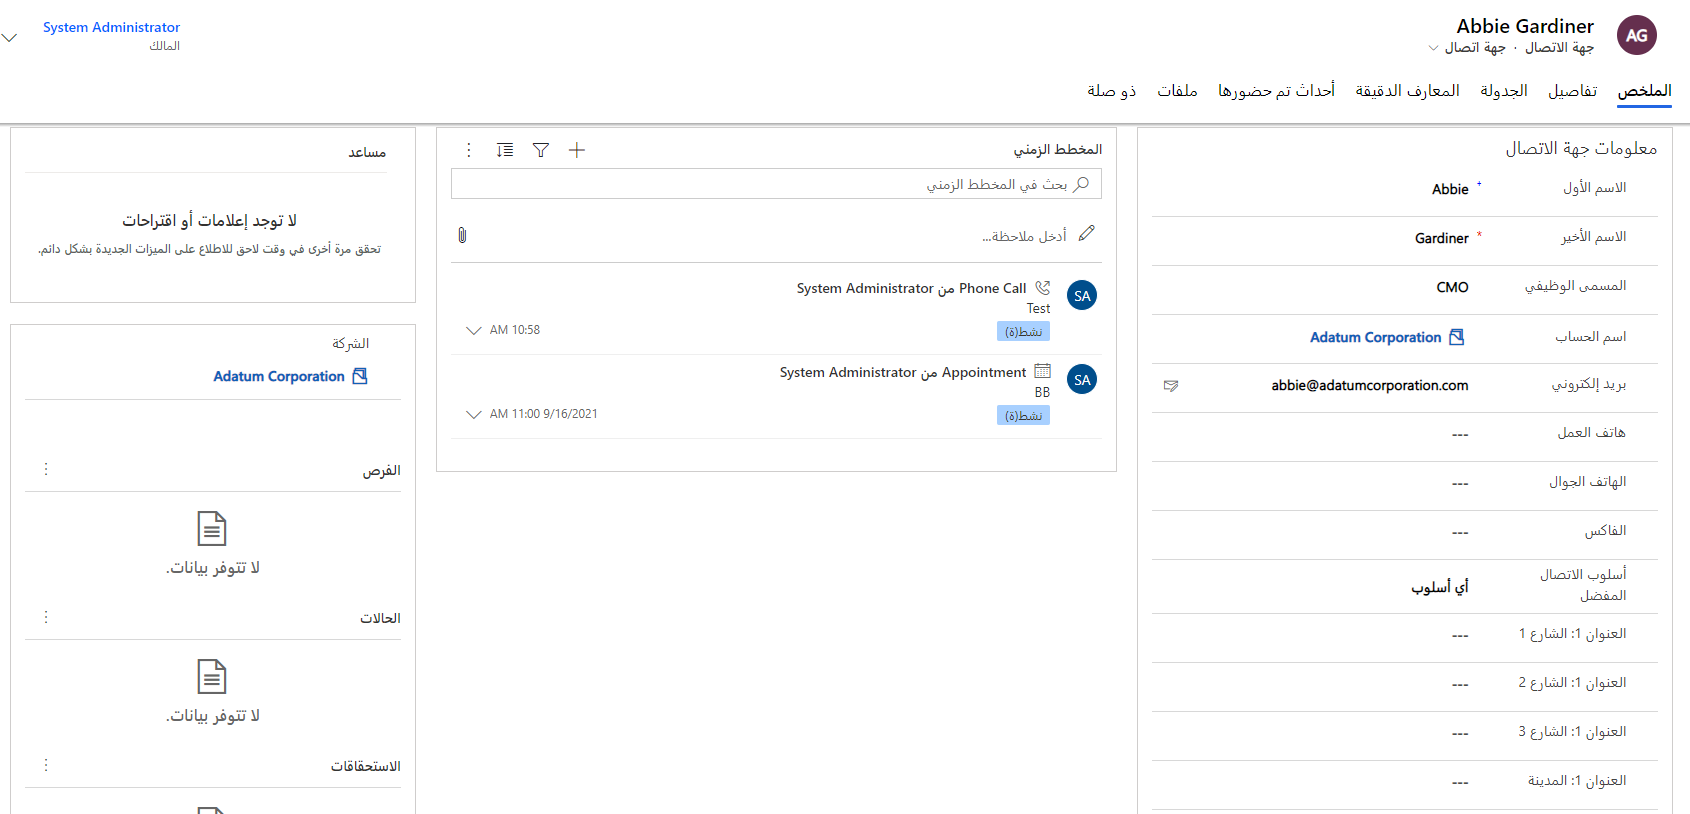 AG
Abbie Gardiner
جهة الاتصال · جهة اتصال
System Administrator
المالك
الملخص
تفاصيل
الجدولة
المعارف الدقيقة
أحداث تم حضورها
ملفات
ذو صلة
معلومات جهة الاتصال
الاسم الأول
+
Abbie
الاسم الأخير
*
Gardiner
المسمى الوظيفي
CMO
اسم الحساب
Adatum Corporation
بريد إلكتروني
abbie@adatumcorporation.com
هاتف العمل
---
الهاتف الجوال
---
الفاكس
---
أسلوب الاتصال
المفضل
أي أسلوب
العنوان 1: الشارع 1
---
العنوان 1: الشارع 2
---
العنوان 1: الشارع 3
---
العنوان 1: المدينة
---
المخطط الزمني
بحث في المخطط الزمني
أدخل ملاحظة...
SA
Phone Call من System Administrator
Test
نشط(ة)
10:58 AM
SA
Appointment من System Administrator
BB
نشط(ة)
9/16/2021 11:00 AM
مساعد
لا توجد إعلامات أو اقتراحات
تحقق مرة أخرى في وقت لاحق للاطلاع على الميزات الجديدة بشكل دائم.
الشركة
Adatum Corporation
الفرص
لا تتوفر بيانات.
الحالات
لا تتوفر بيانات.
الاستحقاقات